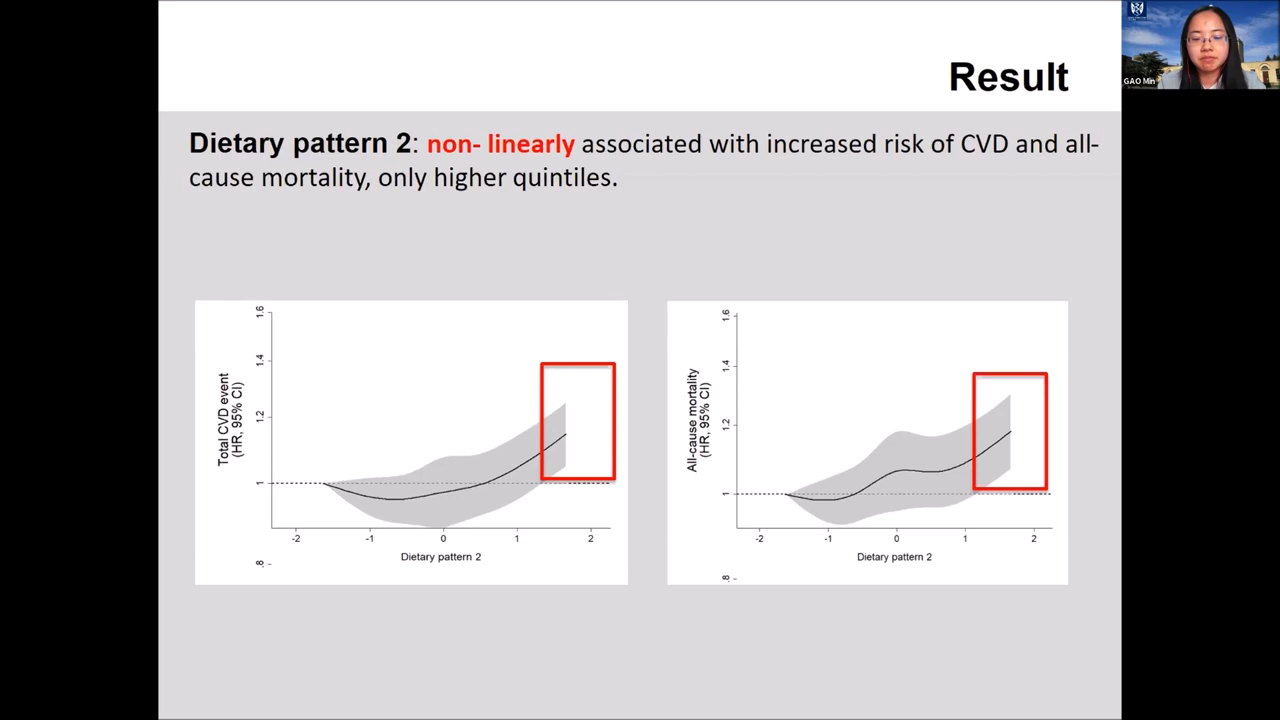 GAO Min
Result
Dietary pattern 2: non- linearly associated with increased risk of CVD and all-
cause mortality, only higher quintiles.
Total CVD event
(HR, 95% CI)
1.6
1.4
1.2
1
.8
-2 -1 0 1 2
Dietary pattern 2
All-cause mortality
(HR, 95% CI)
1.6
1.4
1.2
1
.8
-2 -1 0 1 2
Dietary pattern 2